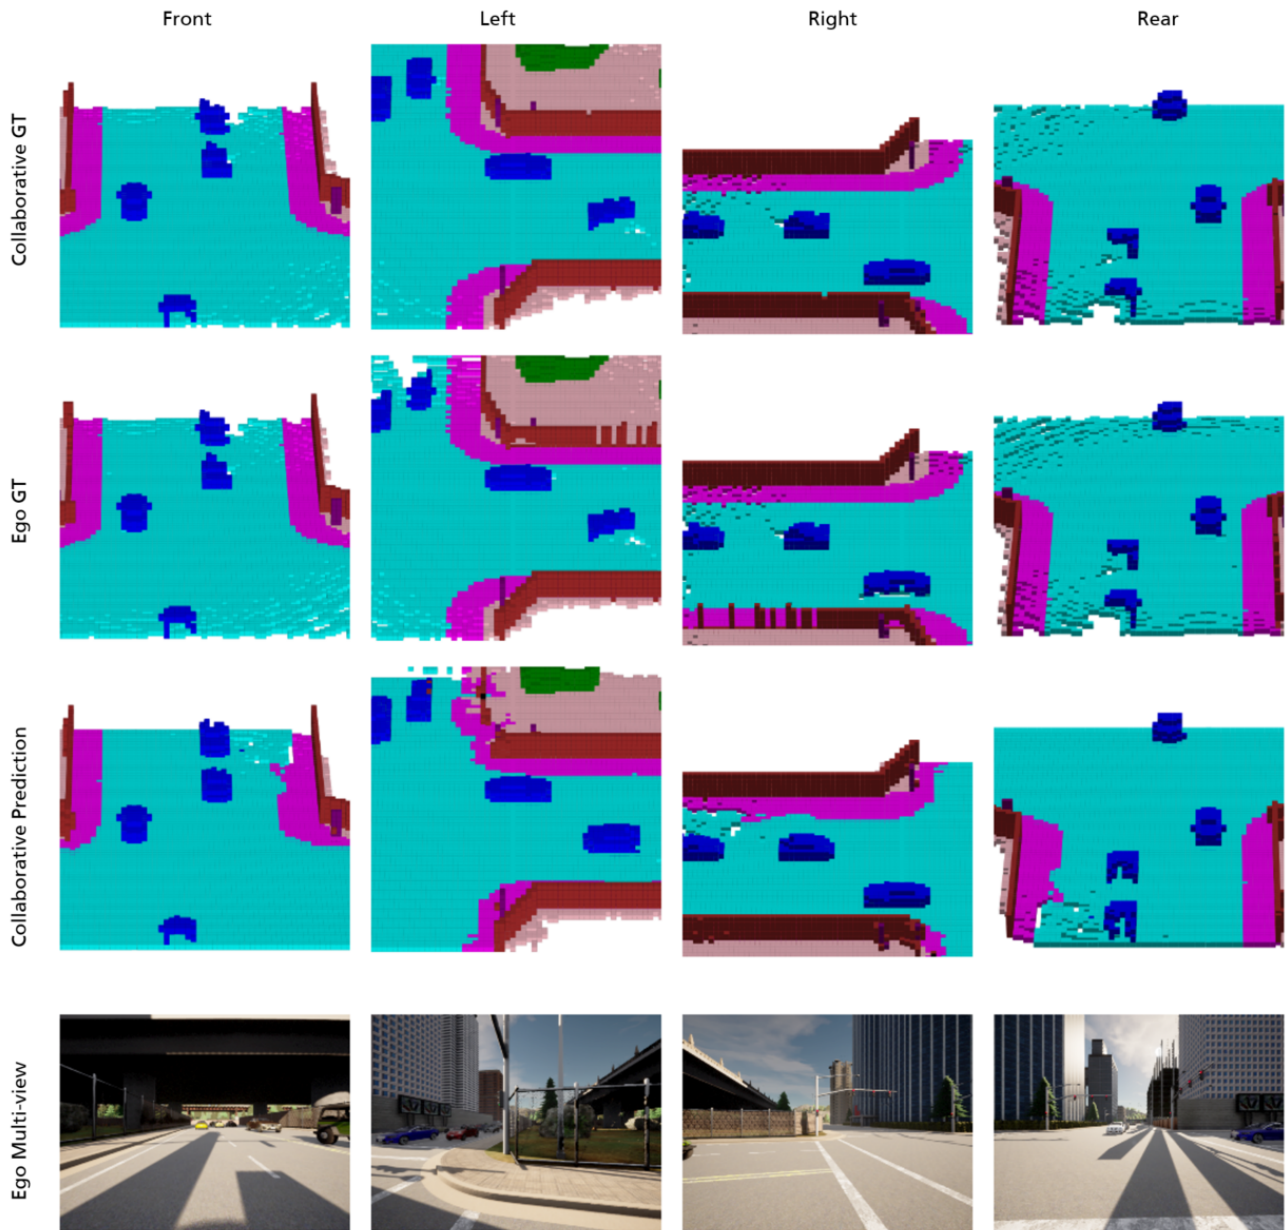 Front
Left
Right
Rear
Collaborative GT
Ego GT
Collaborative Prediction
Ego Multi-view